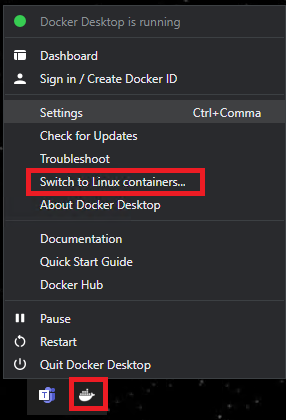 Docker Desktop is running
Dashboard
Sign in / Create Docker ID
Settings Ctrl+Comma
Check for Updates
Troubleshoot
Switch to Linux containers...
About Docker Desktop
Documentation
Quick Start Guide
Docker Hub
Pause
Restart
Quit Docker Desktop
T